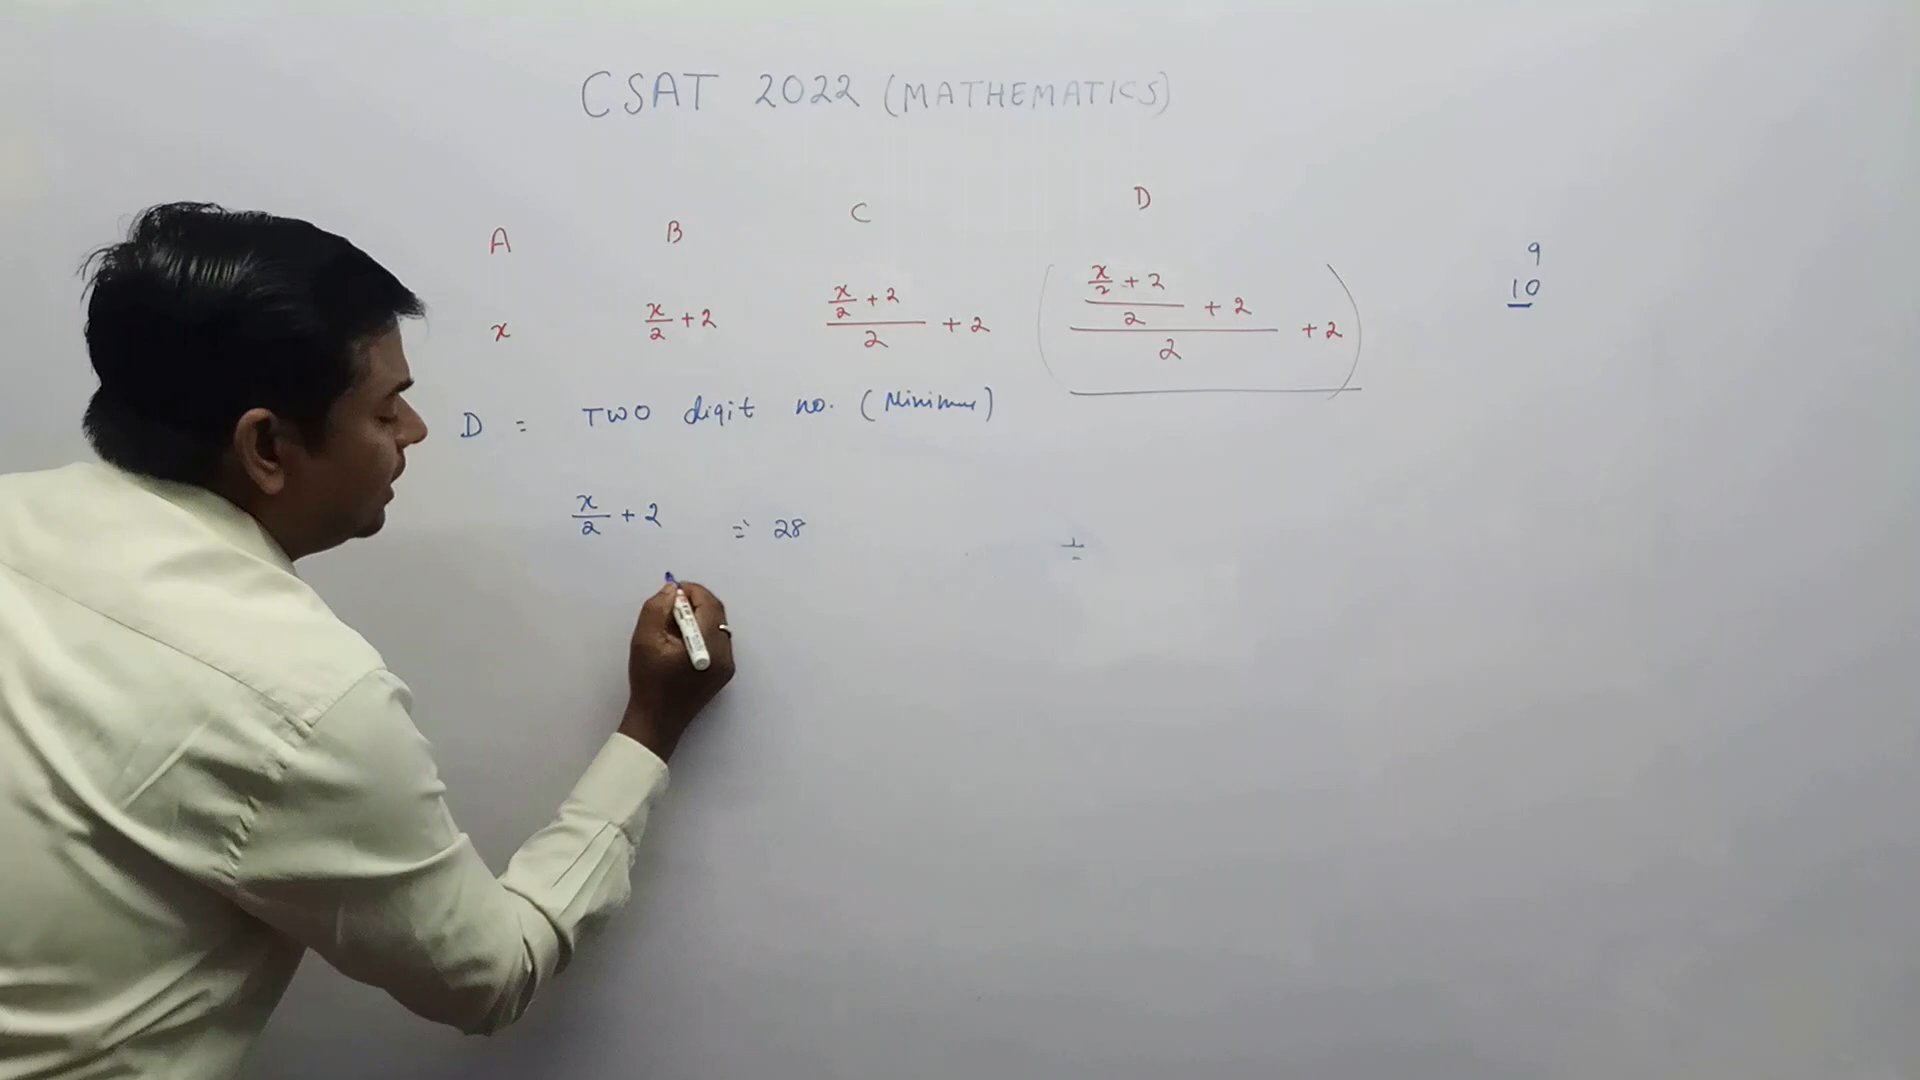 CSAT 2022 (MATHEMATICS)
A B C D
x
x/2 + 2
(x/2 + 2)/2 + 2
(((x/2 + 2)/2 + 2)/2 + 2)
9
10
D = TWO digit no. (Minimum)
x/2 + 2 = 28